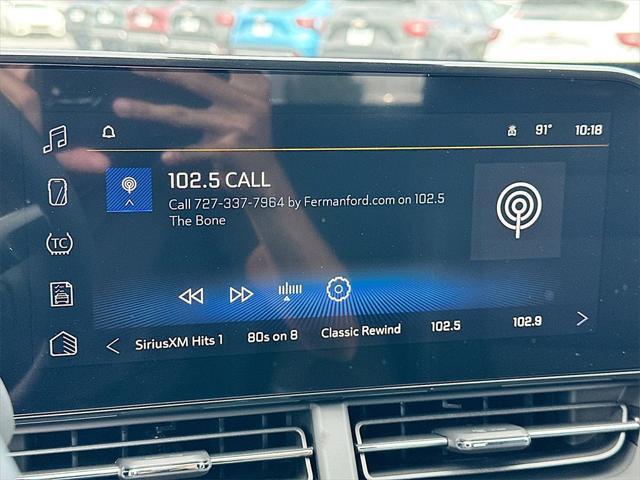 91° 10:18
102.5 CALL
Call 727-337-7964 by Fermanford.com on 102.5
The Bone
TC
SiriusXM Hits 1 80s on 8 Classic Rewind 102.5 102.9